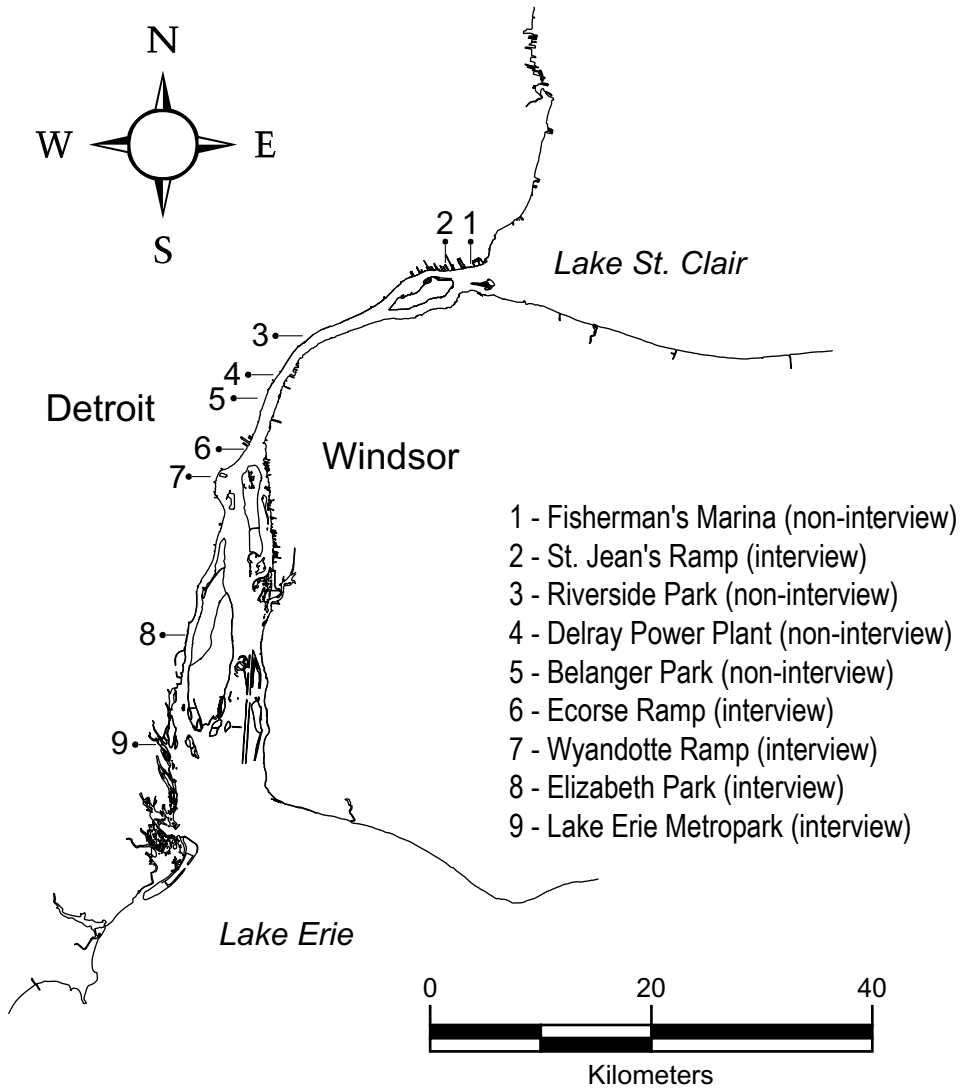 N
W E
S
2 1
Lake St. Clair
3
4
5
Detroit
6
Windsor
7
1 - Fisherman's Marina (non-interview)
2 - St. Jean's Ramp (interview)
3 - Riverside Park (non-interview)
4 - Delray Power Plant (non-interview)
5 - Belanger Park (non-interview)
6 - Ecorse Ramp (interview)
7 - Wyandotte Ramp (interview)
8 - Elizabeth Park (interview)
9 - Lake Erie Metropark (interview)
8
9
Lake Erie
0 20 40
Kilometers